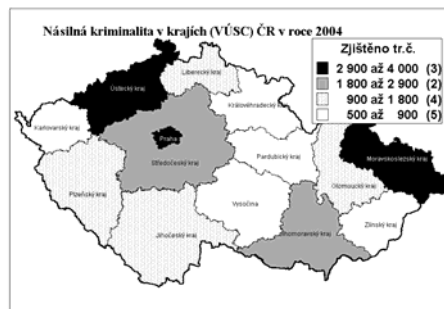 Násilná kriminalita v krajích (VÚSC) ČR v roce 2004
Zjištěno tr.č.
2 900 až 4 000 (3)
1 800 až 2 900 (2)
900 až 1 800 (4)
500 až 900 (5)
Liberecký kraj
Ústecký kraj
Královéhradecký kraj
Karlovarský kraj
Praha
Středočeský kraj
Pardubický kraj
Moravskoslezský kraj
Olomoucký kraj
Plzeňský kraj
Vysočina
Zlínský kraj
Jihočeský kraj
Jihomoravský kraj